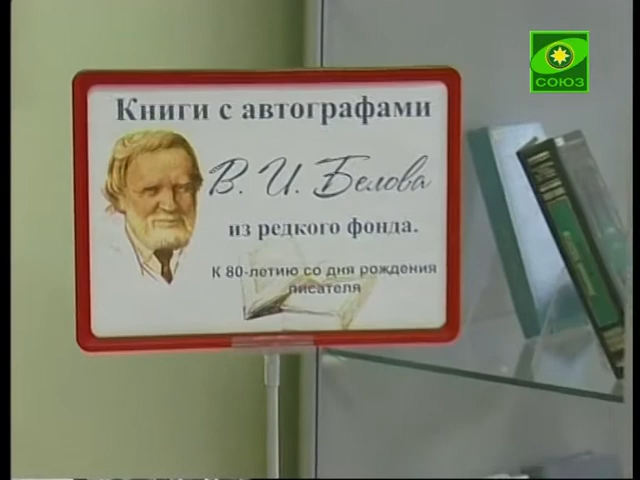 СОЮЗ
Книги с автографами
В. И. Белова
из редкого фонда.
К 80-летию со дня рождения
писателя